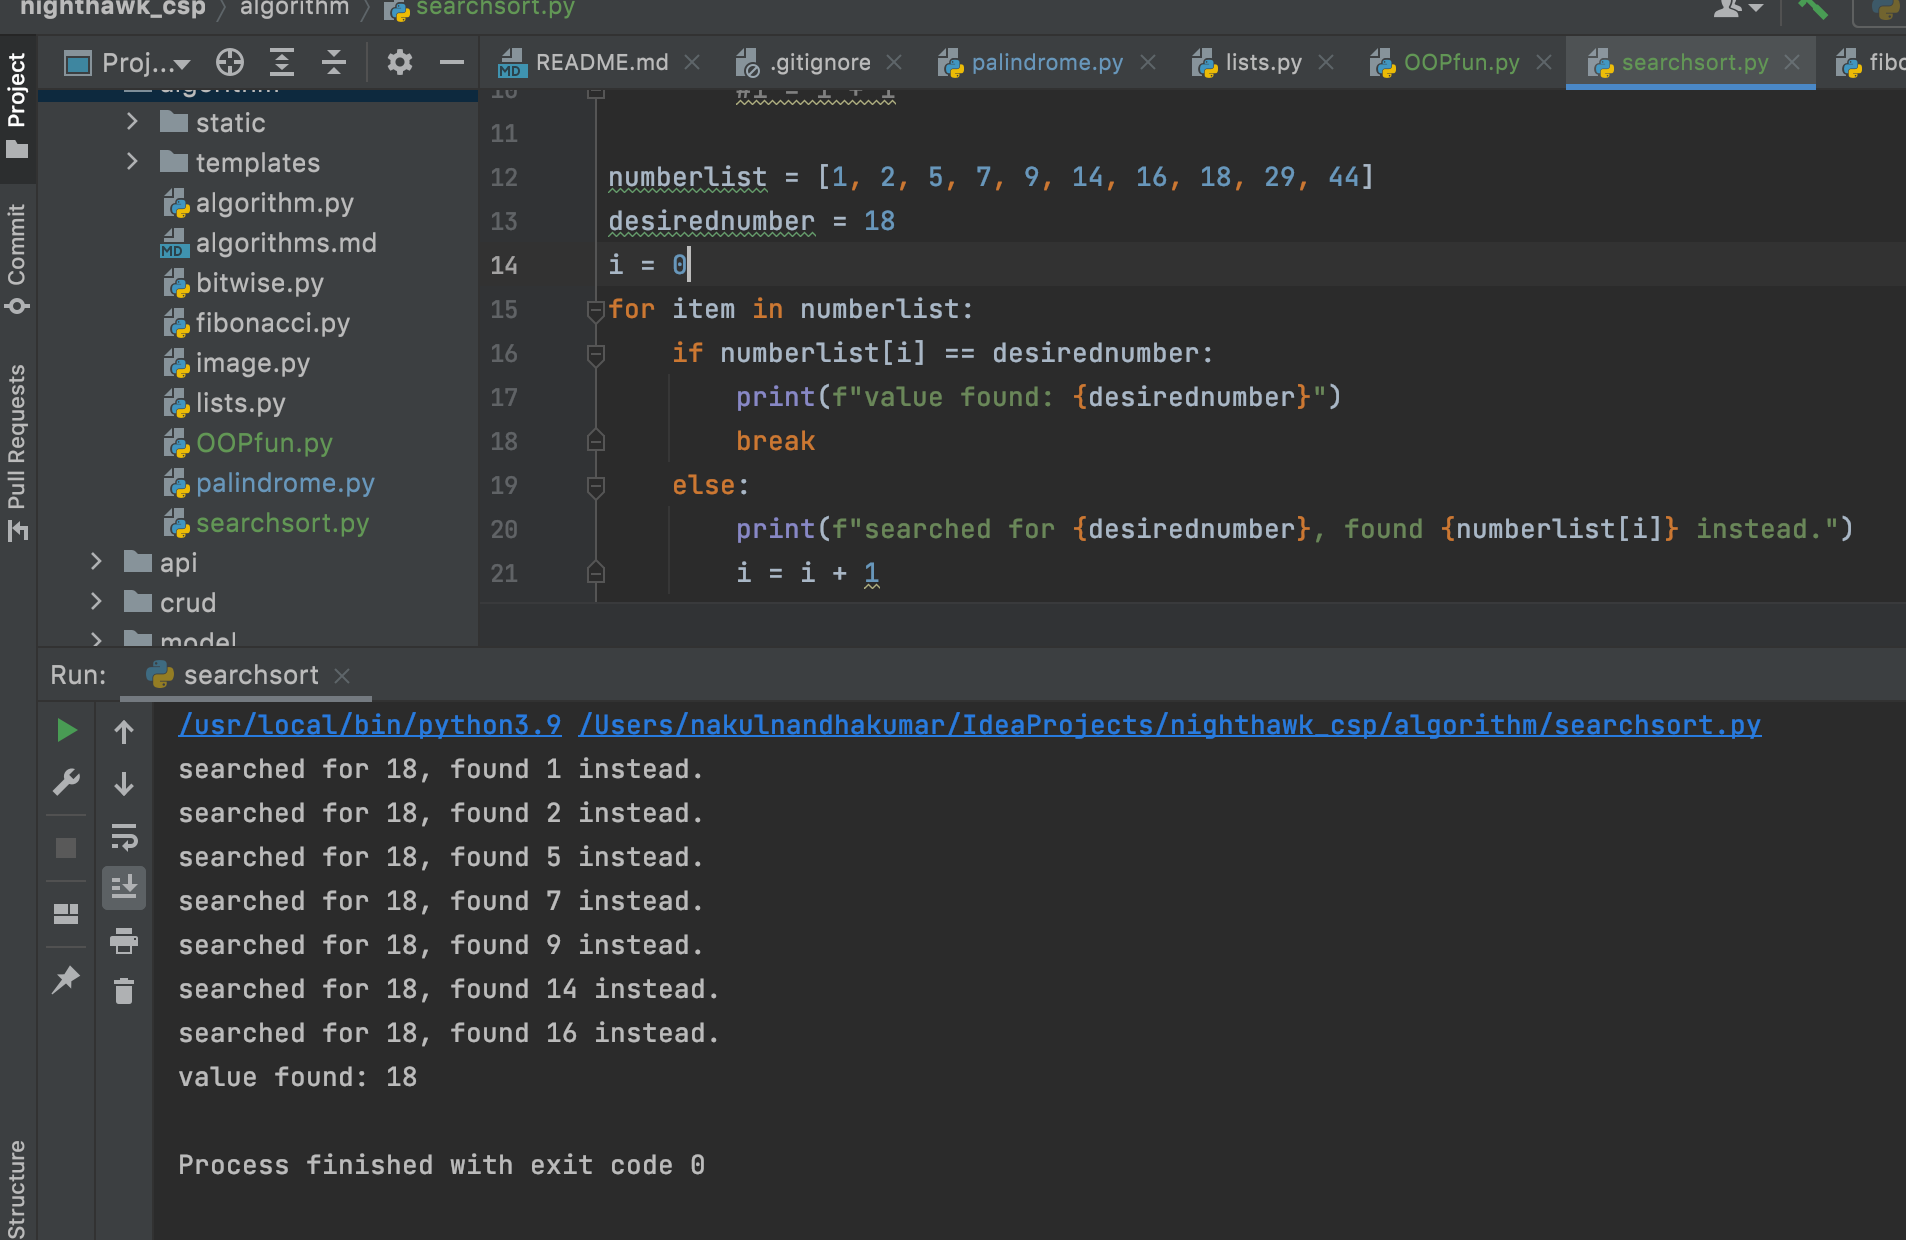 nighthawk_csp algorithm searchsort.py
Proj... README.md .gitignore palindrome.py lists.py OOPfun.py searchsort.py fibo
Project
Commit
Pull Requests
Structure
algorithm
static
templates
algorithm.py
algorithms.md
bitwise.py
fibonacci.py
image.py
lists.py
OOPfun.py
palindrome.py
searchsort.py
api
crud
model
10 #i = i + 1
11
12 numberlist = [1, 2, 5, 7, 9, 14, 16, 18, 29, 44]
13 desirednumber = 18
14 i = 0
15 for item in numberlist:
16 if numberlist[i] == desirednumber:
17 print(f"value found: {desirednumber}")
18 break
19 else:
20 print(f"searched for {desirednumber}, found {numberlist[i]} instead.")
21 i = i + 1
Run: searchsort
/usr/local/bin/python3.9 /Users/nakulnandhakumar/IdeaProjects/nighthawk_csp/algorithm/searchsort.py
searched for 18, found 1 instead.
searched for 18, found 2 instead.
searched for 18, found 5 instead.
searched for 18, found 7 instead.
searched for 18, found 9 instead.
searched for 18, found 14 instead.
searched for 18, found 16 instead.
value found: 18
Process finished with exit code 0